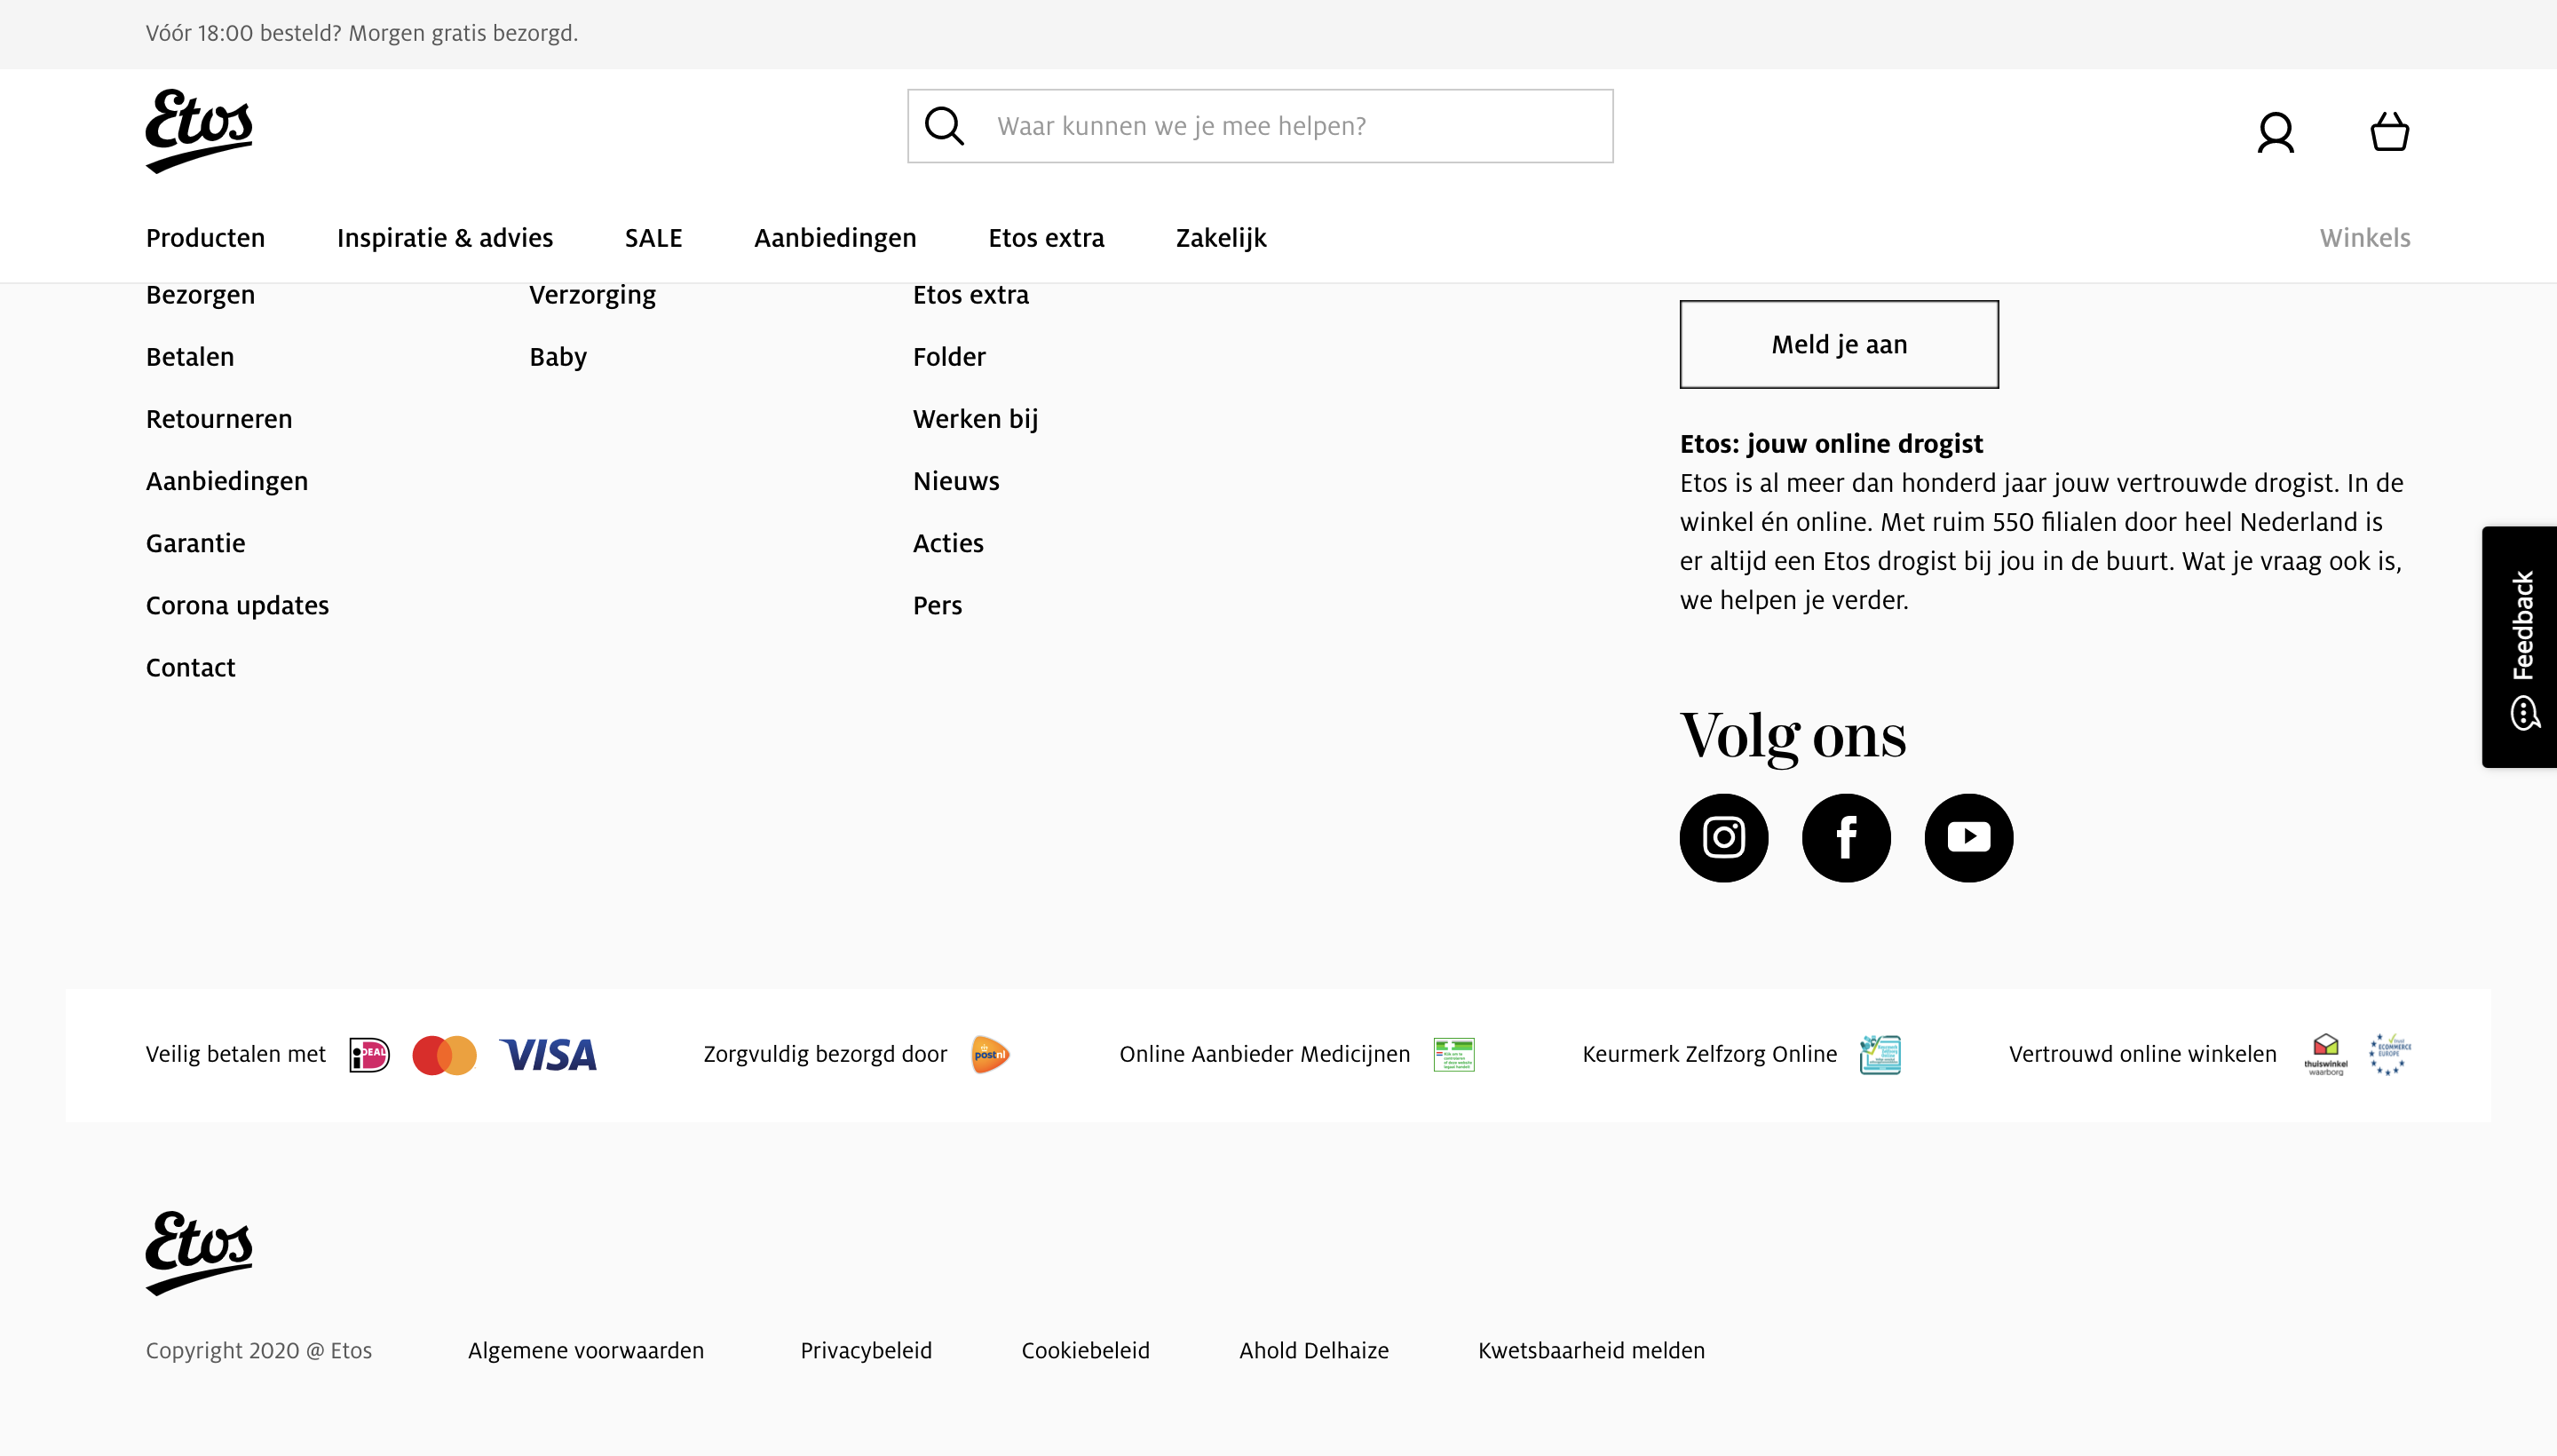 Vóór 18:00 besteld? Morgen gratis bezorgd.
Etos
Waar kunnen we je mee helpen?
Producten
Inspiratie & advies
SALE
Aanbiedingen
Etos extra
Zakelijk
Winkels
Bezorgen
Betalen
Retourneren
Aanbiedingen
Garantie
Corona updates
Contact
Verzorging
Baby
Etos extra
Folder
Werken bij
Nieuws
Acties
Pers
Meld je aan
Etos: jouw online drogist
Etos is al meer dan honderd jaar jouw vertrouwde drogist. In de
winkel én online. Met ruim 550 filialen door heel Nederland is
er altijd een Etos drogist bij jou in de buurt. Wat je vraag ook is,
we helpen je verder.
Volg ons
Feedback
Veilig betalen met
iDEAL
VISA
Zorgvuldig bezorgd door
postnl
Online Aanbieder Medicijnen
Keurmerk Zelfzorg Online
Vertrouwd online winkelen
thuiswinkel
waarborg
ECOMMERCE
EUROPE
Etos
Copyright 2020 @ Etos
Algemene voorwaarden
Privacybeleid
Cookiebeleid
Ahold Delhaize
Kwetsbaarheid melden